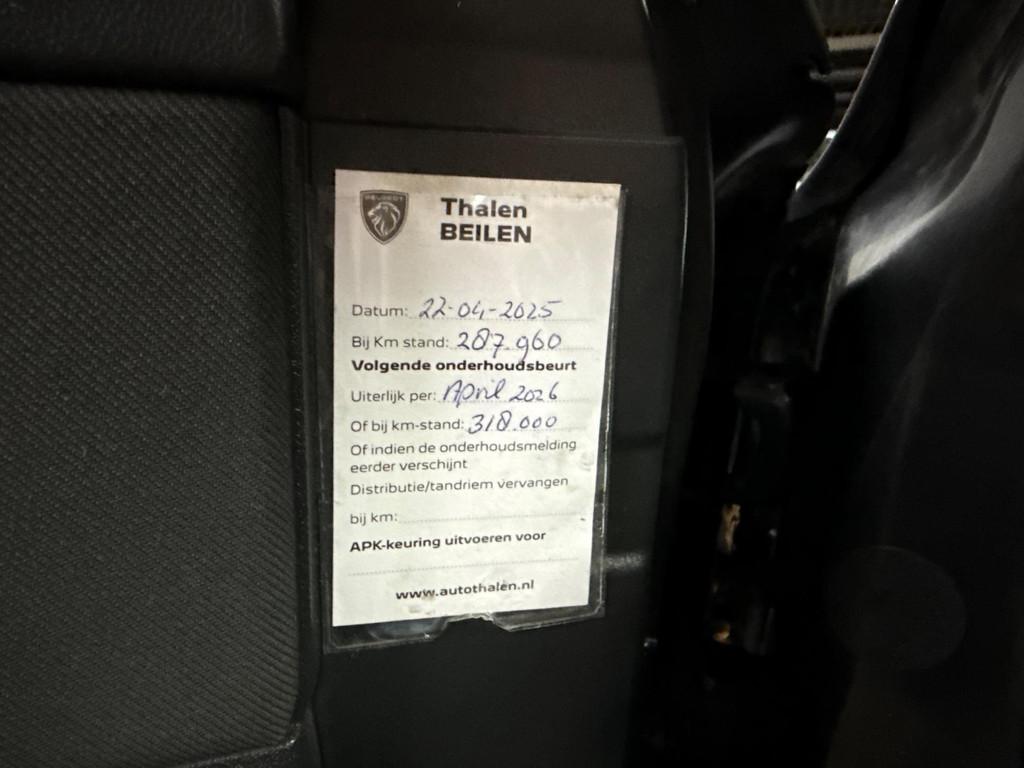 PEUGEOT
Thalen
BEILEN
Datum: 22-04-2025
Bij Km stand: 287.960
Volgende onderhoudsbeurt
Uiterlijk per: April 2026
Of bij km-stand: 318.000
Of indien de onderhoudsmelding
eerder verschijnt
Distributie/tandriem vervangen
bij km:
APK-keuring uitvoeren voor
www.autothalen.nl